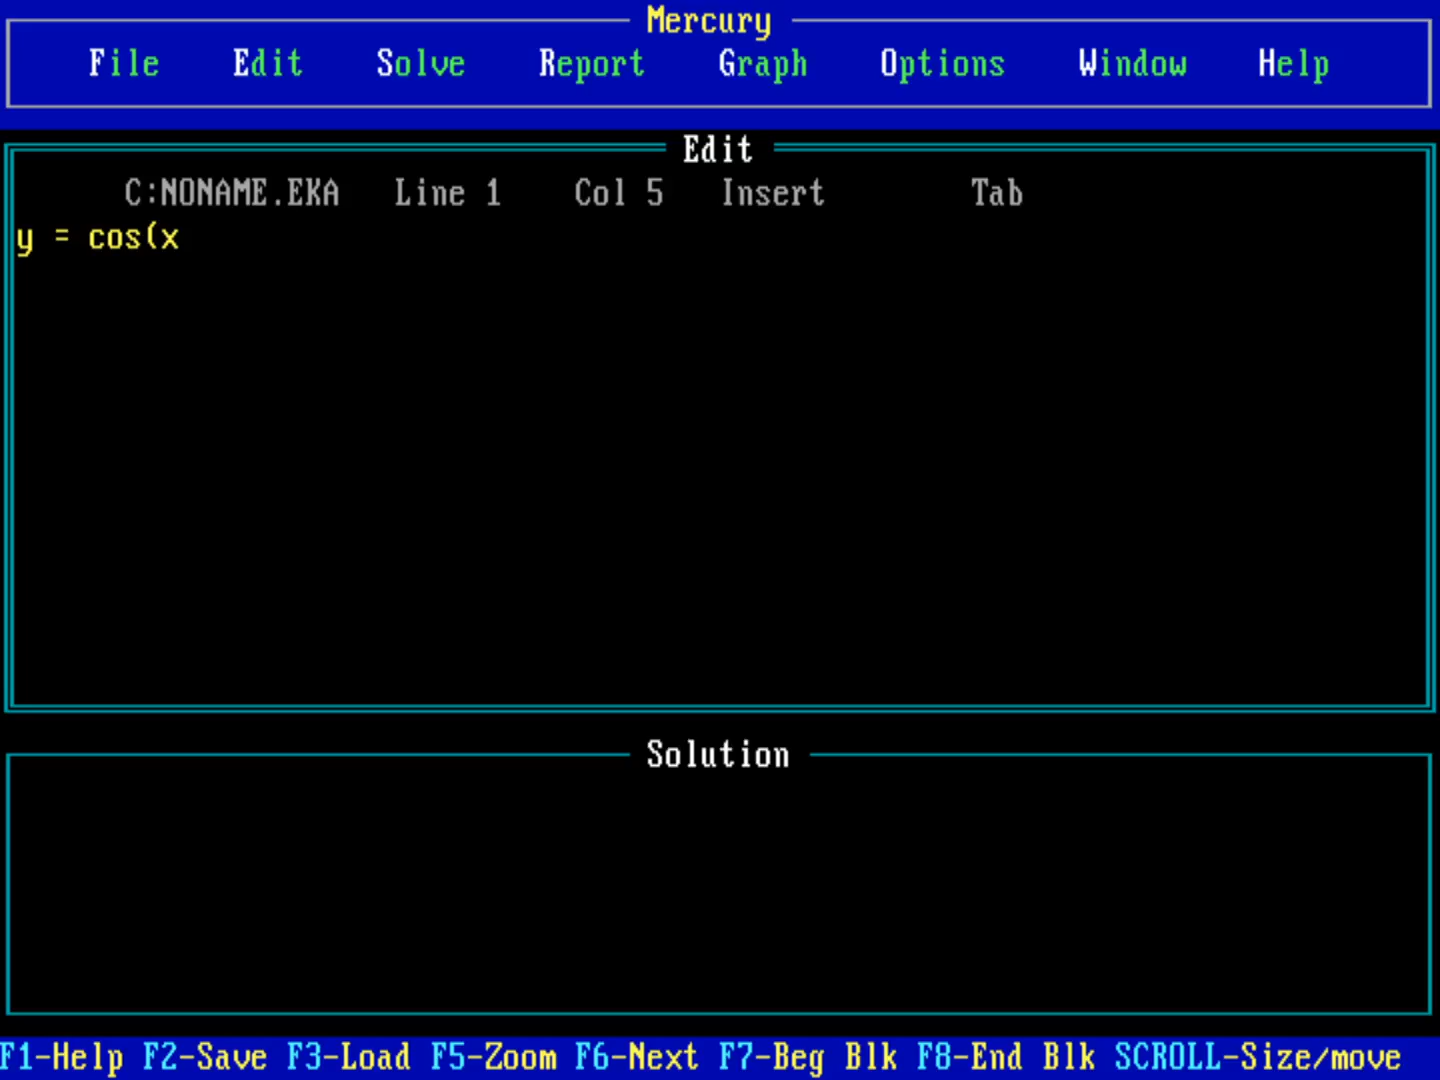 Mercury
File Edit Solve Report Graph Options Window Help
Edit
C:NONAME.EKA Line 1 Col 5 Insert Tab
y = cos(x
Solution
F1-Help F2-Save F3-Load F5-Zoom F6-Next F7-Beg Blk F8-End Blk SCROLL-Size/move